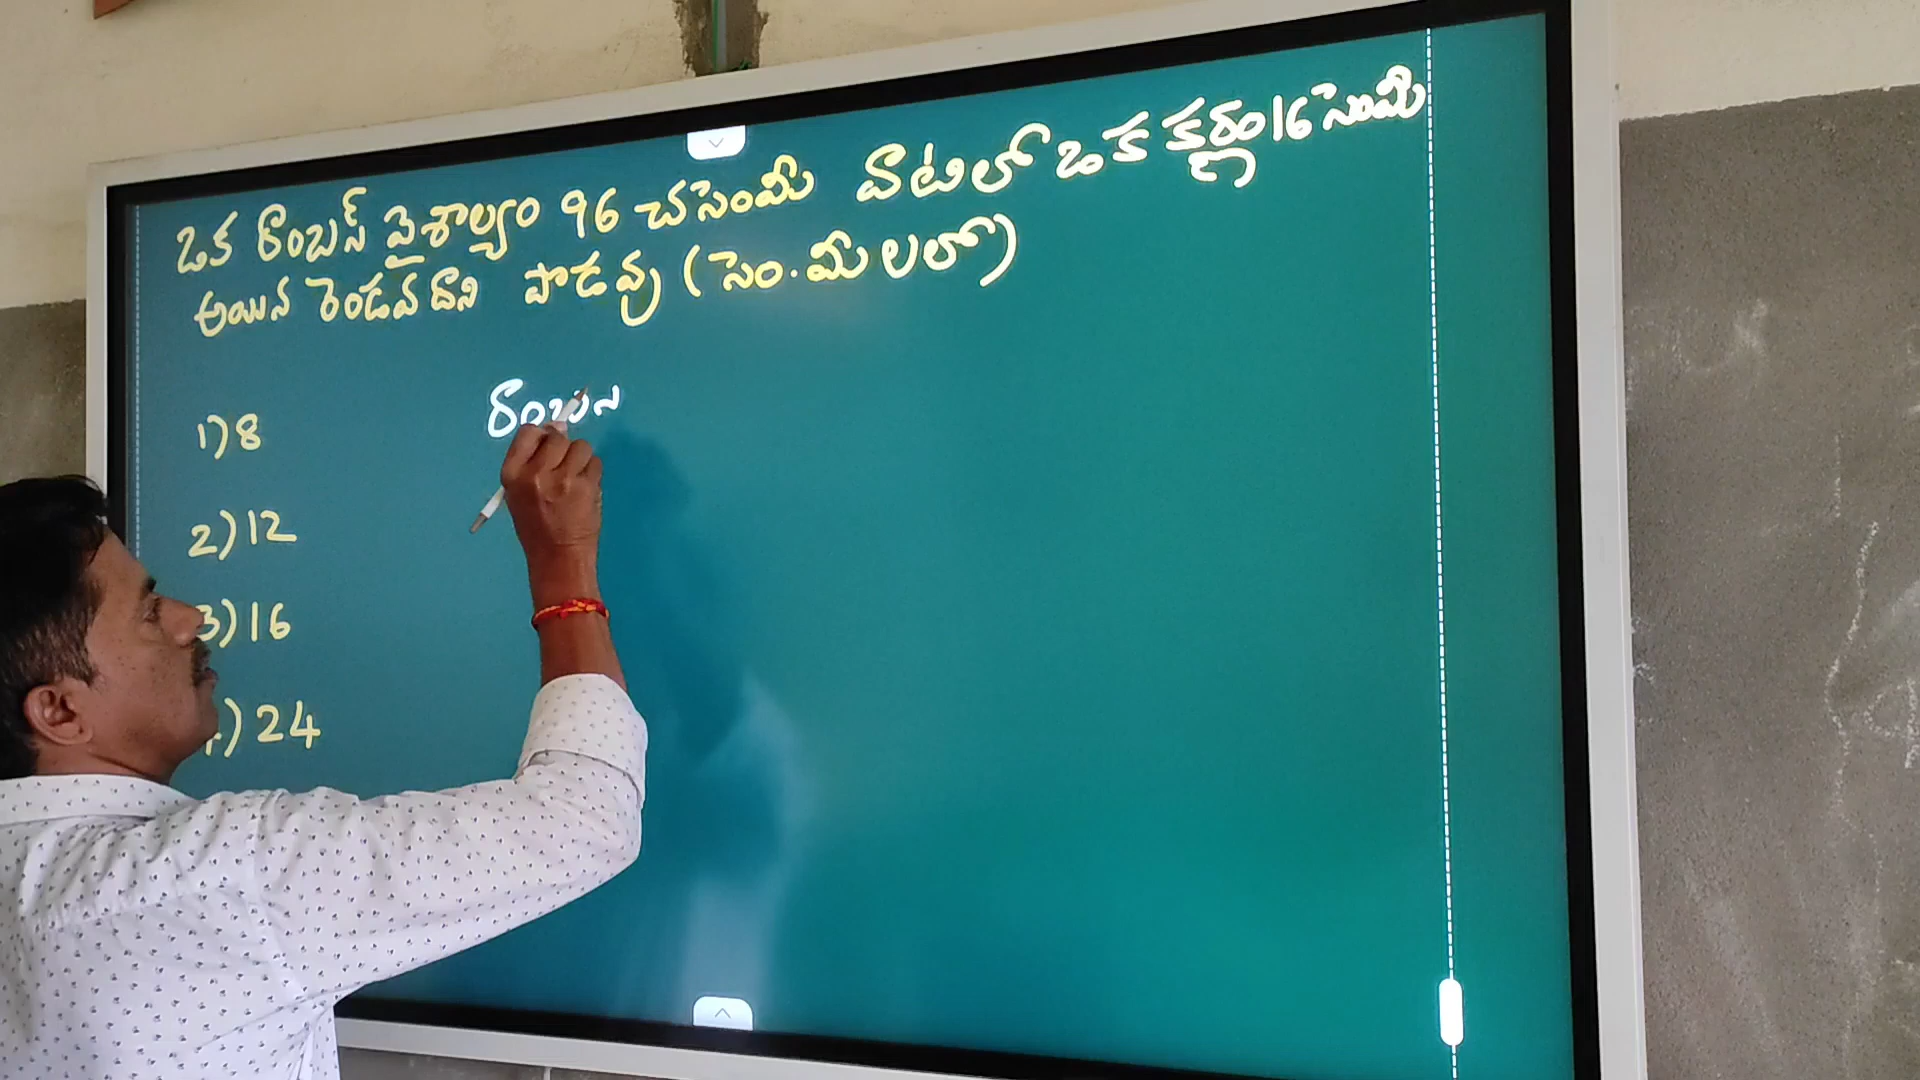 ఒక రాంబస్ వైశాల్యం 96 చసెంమీ వాటిలో ఒక కర్ణం 16 సెంమీ
అయిన రెండవదాని పొడవు (సెం.మీలలో)
రాంబస
1) 8
2) 12
3) 16
4) 24